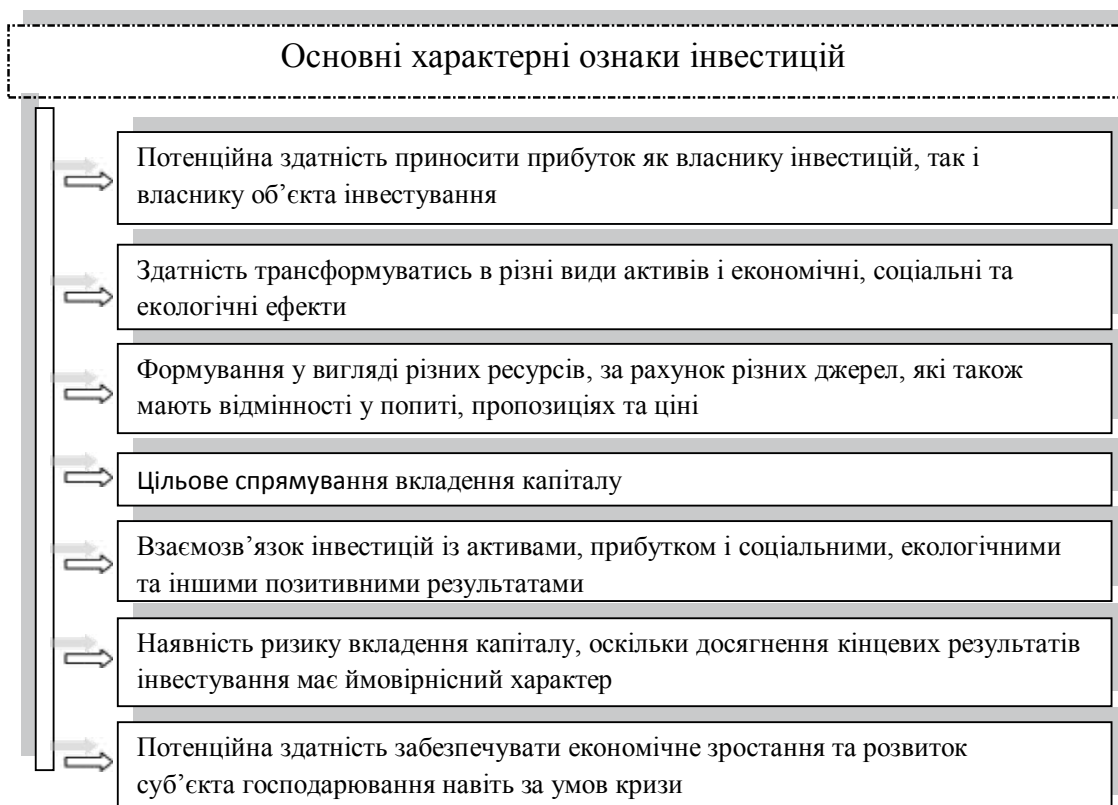 Основні характерні ознаки інвестицій
Потенційна здатність приносити прибуток як власнику інвестицій, так і
власнику об’єкта інвестування
Здатність трансформуватись в різні види активів і економічні, соціальні та
екологічні ефекти
Формування у вигляді різних ресурсів, за рахунок різних джерел, які також
мають відмінності у попиті, пропозиціях та ціні
Цільове спрямування вкладення капіталу
Взаємозв’язок інвестицій із активами, прибутком і соціальними, екологічними
та іншими позитивними результатами
Наявність ризику вкладення капіталу, оскільки досягнення кінцевих результатів
інвестування має ймовірнісний характер
Потенційна здатність забезпечувати економічне зростання та розвиток
суб’єкта господарювання навіть за умов кризи